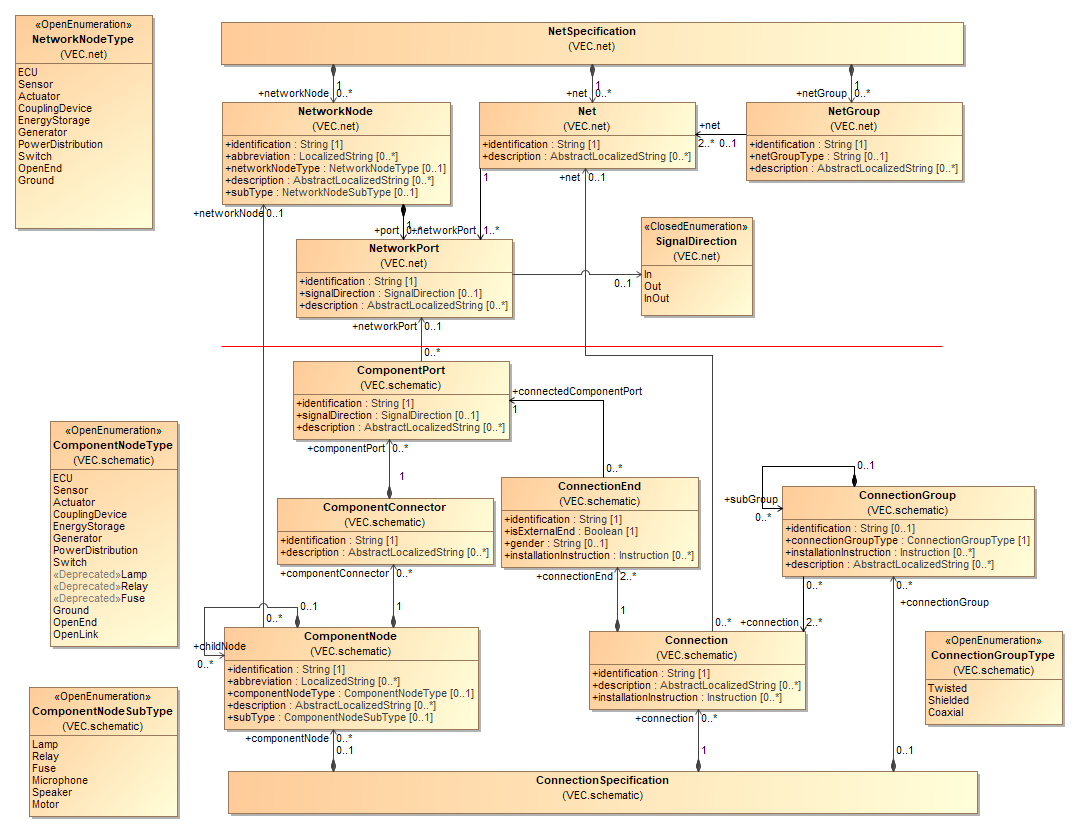 «OpenEnumeration»
NetworkNodeType
(VEC.net)
ECU
Sensor
Actuator
CouplingDevice
EnergyStorage
Generator
PowerDistribution
Switch
OpenEnd
Ground
NetSpecification
(VEC.net)
1
+networkNode 0..*
1
+net 0..*
1
+netGroup 0..*
NetworkNode
(VEC.net)
+identification : String [1]
+abbreviation : LocalizedString [0..*]
+networkNodeType : NetworkNodeType [0..1]
+description : AbstractLocalizedString [0..*]
+subType : NetworkNodeSubType [0..1]
Net
(VEC.net)
+identification : String [1]
+description : AbstractLocalizedString [0..*]
+net
2..* 0..1
NetGroup
(VEC.net)
+identification : String [1]
+netGroupType : String [0..1]
+description : AbstractLocalizedString [0..*]
1
+net 0..1
+networkNode 0..1
1
+port 0..*
+networkPort 1..*
NetworkPort
(VEC.net)
+identification : String [1]
+signalDirection : SignalDirection [0..1]
+description : AbstractLocalizedString [0..*]
0..1
«ClosedEnumeration»
SignalDirection
(VEC.net)
In
Out
InOut
+networkPort 0..1
0..*
ComponentPort
(VEC.schematic)
+identification : String [1]
+signalDirection : SignalDirection [0..1]
+description : AbstractLocalizedString [0..*]
+connectedComponentPort
1
+componentPort 0..*
1
0..*
«OpenEnumeration»
ComponentNodeType
(VEC.schematic)
ECU
Sensor
Actuator
CouplingDevice
EnergyStorage
Generator
PowerDistribution
Switch
«Deprecated»Lamp
«Deprecated»Relay
«Deprecated»Fuse
Ground
OpenEnd
OpenLink
ComponentConnector
(VEC.schematic)
+identification : String [1]
+description : AbstractLocalizedString [0..*]
+componentConnector 0..*
1
ConnectionEnd
(VEC.schematic)
+identification : String [1]
+isExternalEnd : Boolean [1]
+gender : String [0..1]
+installationInstruction : Instruction [0..*]
+connectionEnd 2..*
1
0..1
+subGroup
0..*
ConnectionGroup
(VEC.schematic)
+identification : String [0..1]
+connectionGroupType : ConnectionGroupType [1]
+installationInstruction : Instruction [0..*]
+description : AbstractLocalizedString [0..*]
0..*
0..*
+connectionGroup
0..1
0..*
+childNode
0..*
ComponentNode
(VEC.schematic)
+identification : String [1]
+abbreviation : LocalizedString [0..*]
+componentNodeType : ComponentNodeType [0..1]
+description : AbstractLocalizedString [0..*]
+subType : ComponentNodeSubType [0..1]
0..*
+connection 2..*
Connection
(VEC.schematic)
+identification : String [1]
+description : AbstractLocalizedString [0..*]
+installationInstruction : Instruction [0..*]
«OpenEnumeration»
ConnectionGroupType
(VEC.schematic)
Twisted
Shielded
Coaxial
«OpenEnumeration»
ComponentNodeSubType
(VEC.schematic)
Lamp
Relay
Fuse
Microphone
Speaker
Motor
+componentNode 0..*
0..1
+connection 0..*
1
0..1
ConnectionSpecification
(VEC.schematic)